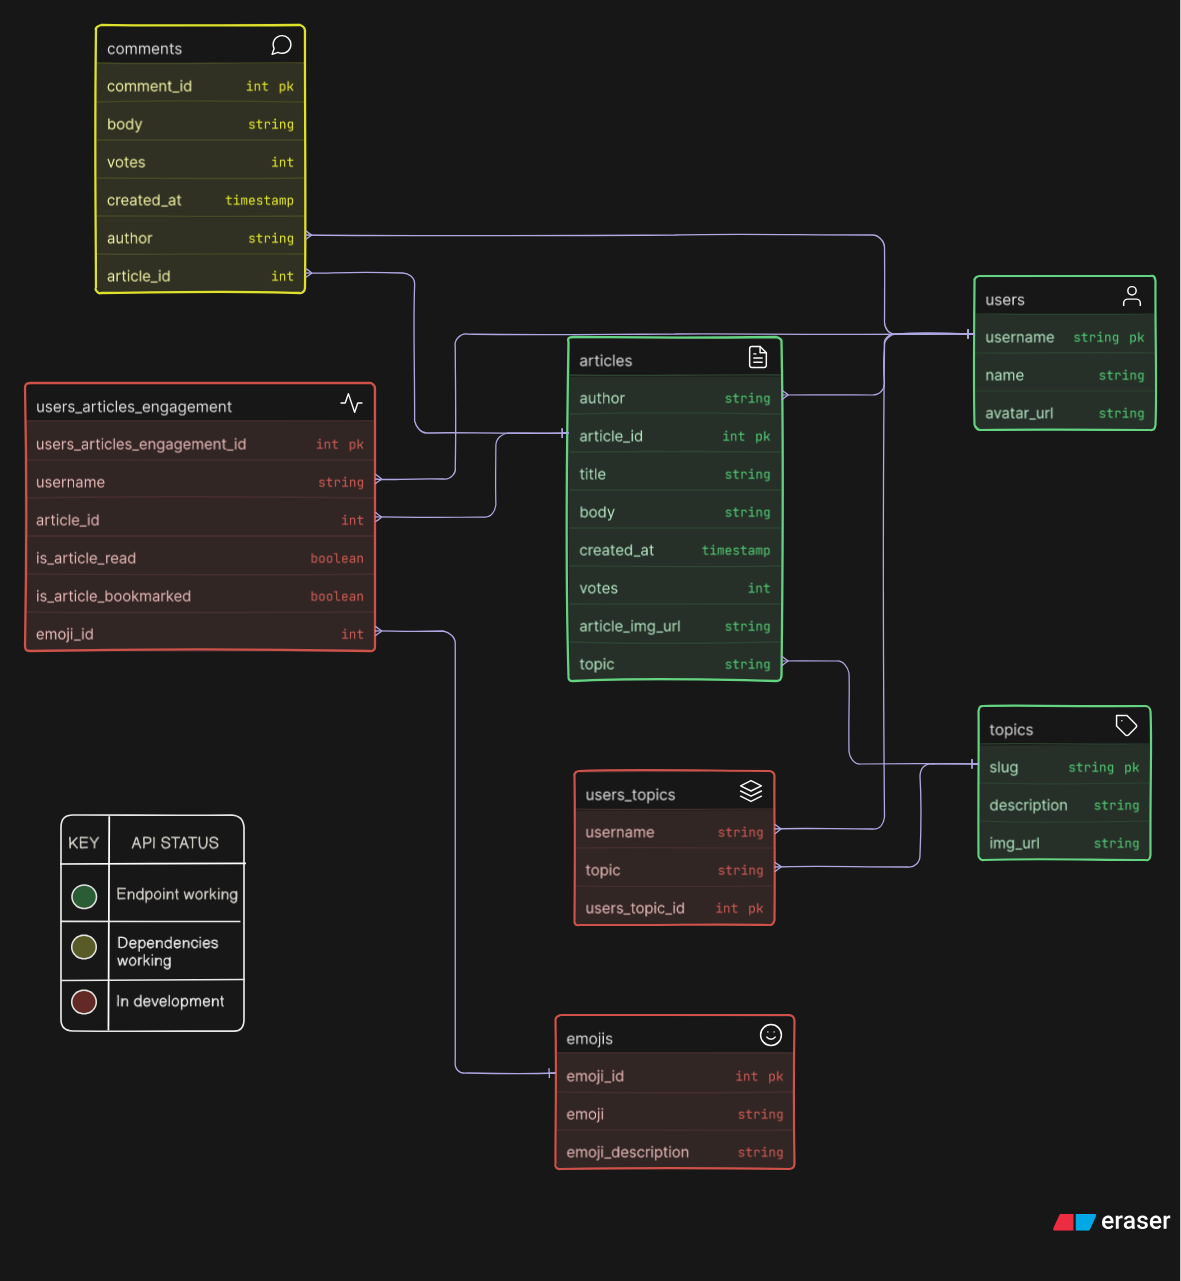 comments
comment_id int pk
body string
votes int
created_at timestamp
author string
article_id int
users
username string pk
name string
avatar_url string
articles
author string
article_id int pk
title string
body string
created_at timestamp
votes int
article_img_url string
topic string
users_articles_engagement
users_articles_engagement_id int pk
username string
article_id int
is_article_read boolean
is_article_bookmarked boolean
emoji_id int
topics
slug string pk
description string
img_url string
users_topics
username string
topic string
users_topic_id int pk
KEY API STATUS
Endpoint working
Dependencies
working
In development
emojis
emoji_id int pk
emoji string
emoji_description string
eraser